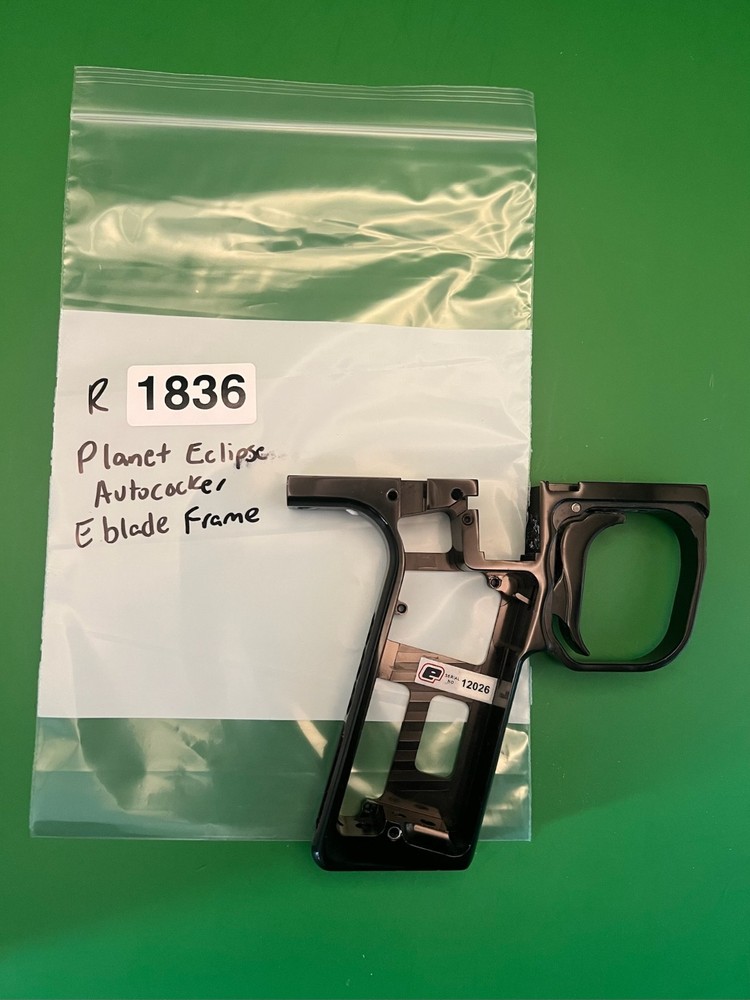 R 1836
Planet Eclipse
Autococker
Eblade Frame
e SERIAL
NO 12026